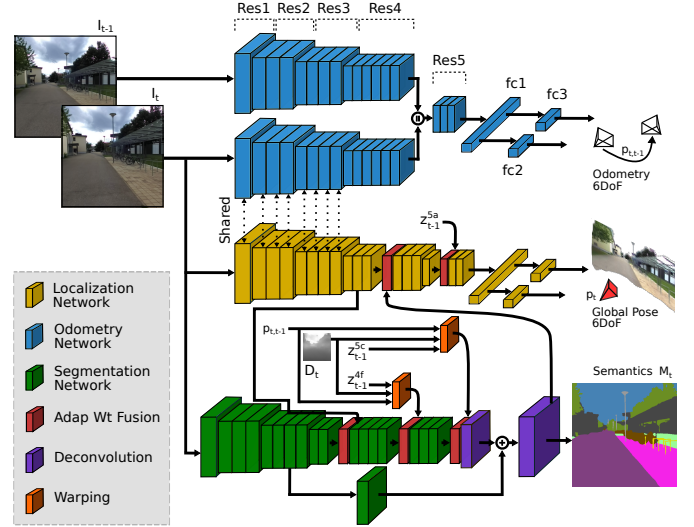 Res1 Res2 Res3 Res4
I_{t-1}
I_t
Res5
fc1
fc3
fc2
p_{t,t-1}
Odometry
6DoF
Shared
z^{5a}_{t-1}
p_t
Global Pose
6DoF
p_{t,t-1}
D_t
z^{5c}_{t-1}
z^{4f}_{t-1}
Semantics M_t
Localization
Network
Odometry
Network
Segmentation
Network
Adap Wt Fusion
Deconvolution
Warping